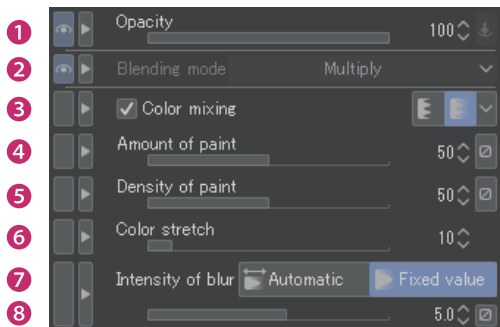 1 Opacity 100
2 Blending mode Multiply
3 Color mixing
4 Amount of paint 50
5 Density of paint 50
6 Color stretch 10
7 Intensity of blur Automatic Fixed value
8 5.0